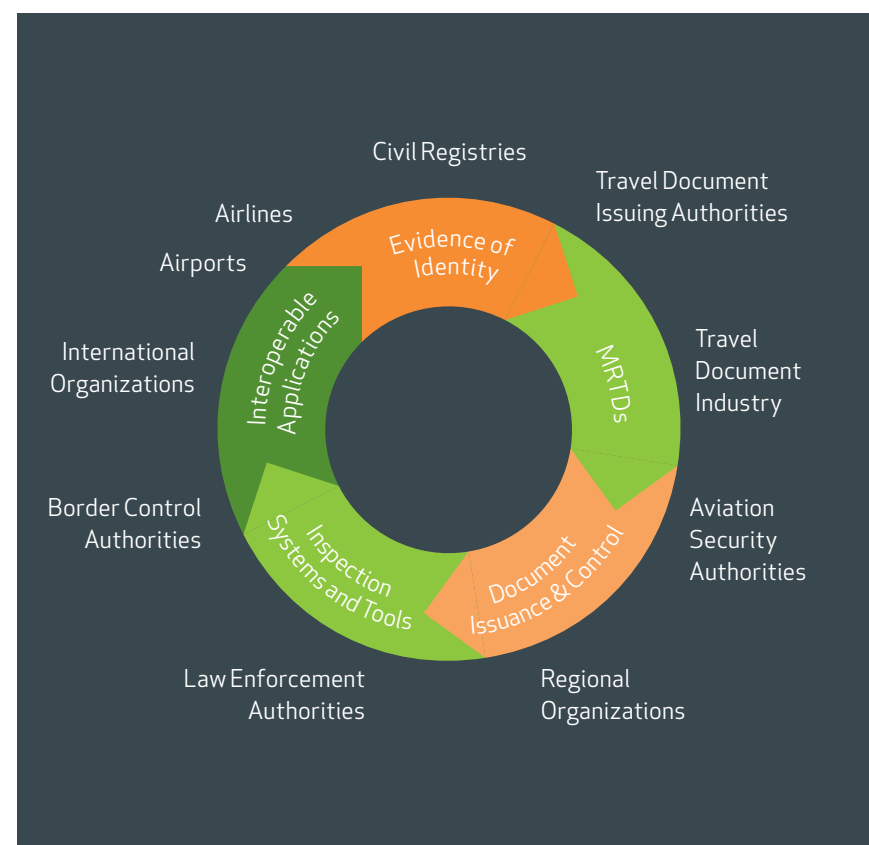 Civil Registries
Travel Document
Issuing Authorities
Airlines
Airports
Evidence of
Identity
International
Organizations
Interoperable
Applications
MRTDs
Travel
Document
Industry
Border Control
Authorities
Inspection
Systems and Tools
Document
Issuance & Control
Aviation
Security
Authorities
Law Enforcement
Authorities
Regional
Organizations